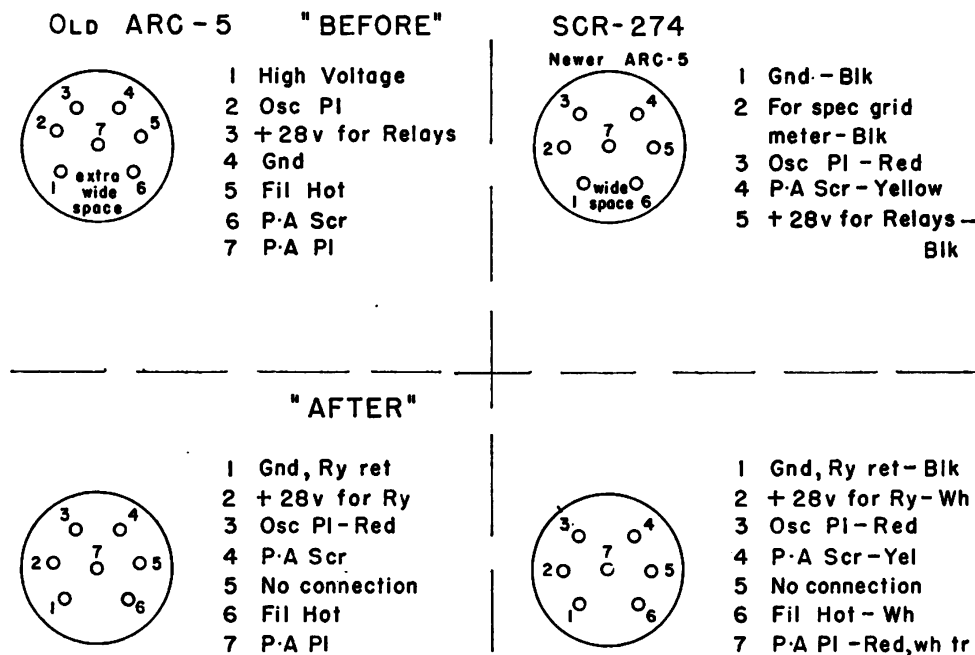 OLD ARC-5 "BEFORE"
3 4
2 7 5
1 extra 6
wide
space
1 High Voltage
2 Osc Pl
3 +28v for Relays
4 Gnd
5 Fil Hot
6 P·A Scr
7 P·A Pl
SCR-274
Newer ARC-5
3 4
2 7 5
wide
1 space 6
1 Gnd-Blk
2 For spec grid
meter-Blk
3 Osc Pl-Red
4 P·A Scr-Yellow
5 +28v for Relays-
Blk
"AFTER"
3 4
2 7 5
1 6
1 Gnd, Ry ret
2 +28v for Ry
3 Osc Pl-Red
4 P·A Scr
5 No connection
6 Fil Hot
7 P·A Pl
3 4
2 7 5
1 6
1 Gnd, Ry ret-Blk
2 +28v for Ry-Wh
3 Osc Pl-Red
4 P·A Scr-Yel
5 No connection
6 Fil Hot-Wh
7 P·A Pl-Red, wh tr